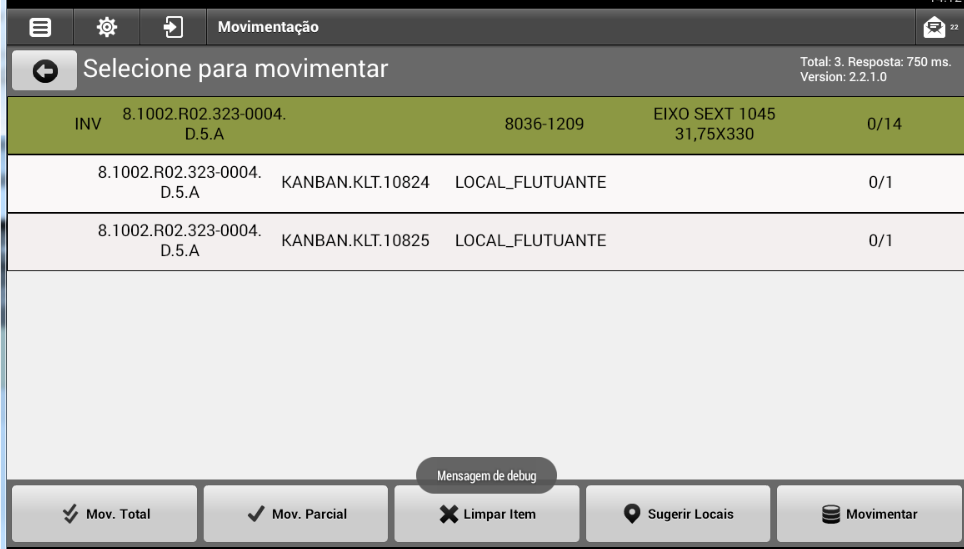 Movimentação
22
Selecione para movimentar
Total: 3. Resposta: 750 ms.
Version: 2.2.1.0
INV 8.1002.R02.323-0004. D.5.A 8036-1209 EIXO SEXT 1045 31,75X330 0/14
8.1002.R02.323-0004. D.5.A KANBAN.KLT.10824 LOCAL_FLUTUANTE 0/1
8.1002.R02.323-0004. D.5.A KANBAN.KLT.10825 LOCAL_FLUTUANTE 0/1
Mensagem de debug
Mov. Total Mov. Parcial Limpar Item Sugerir Locais Movimentar